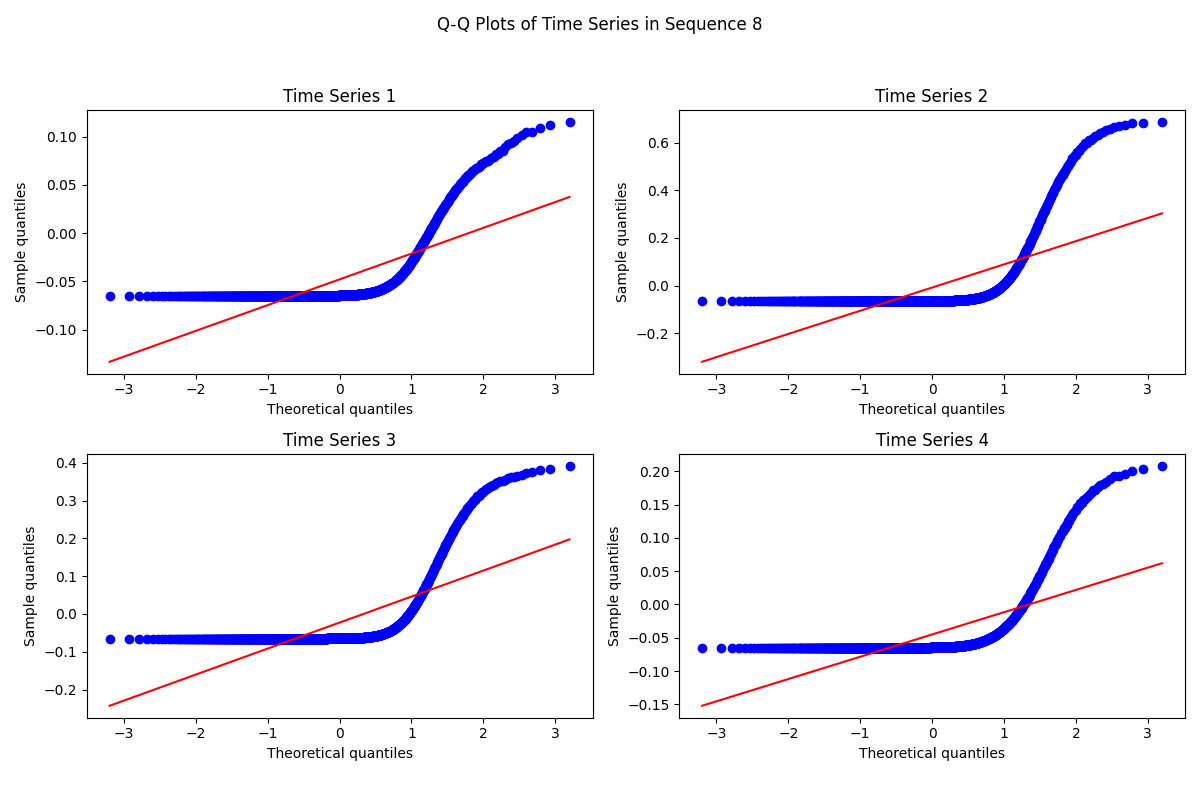 Q-Q Plots of Time Series in Sequence 8
Time Series 1
Sample quantiles
0.10
0.05
0.00
−0.05
−0.10
−3 −2 −1 0 1 2 3
Theoretical quantiles
Time Series 2
Sample quantiles
0.6
0.4
0.2
0.0
−0.2
−3 −2 −1 0 1 2 3
Theoretical quantiles
Time Series 3
Sample quantiles
0.4
0.3
0.2
0.1
0.0
−0.1
−0.2
−3 −2 −1 0 1 2 3
Theoretical quantiles
Time Series 4
Sample quantiles
0.20
0.15
0.10
0.05
0.00
−0.05
−0.10
−0.15
−3 −2 −1 0 1 2 3
Theoretical quantiles